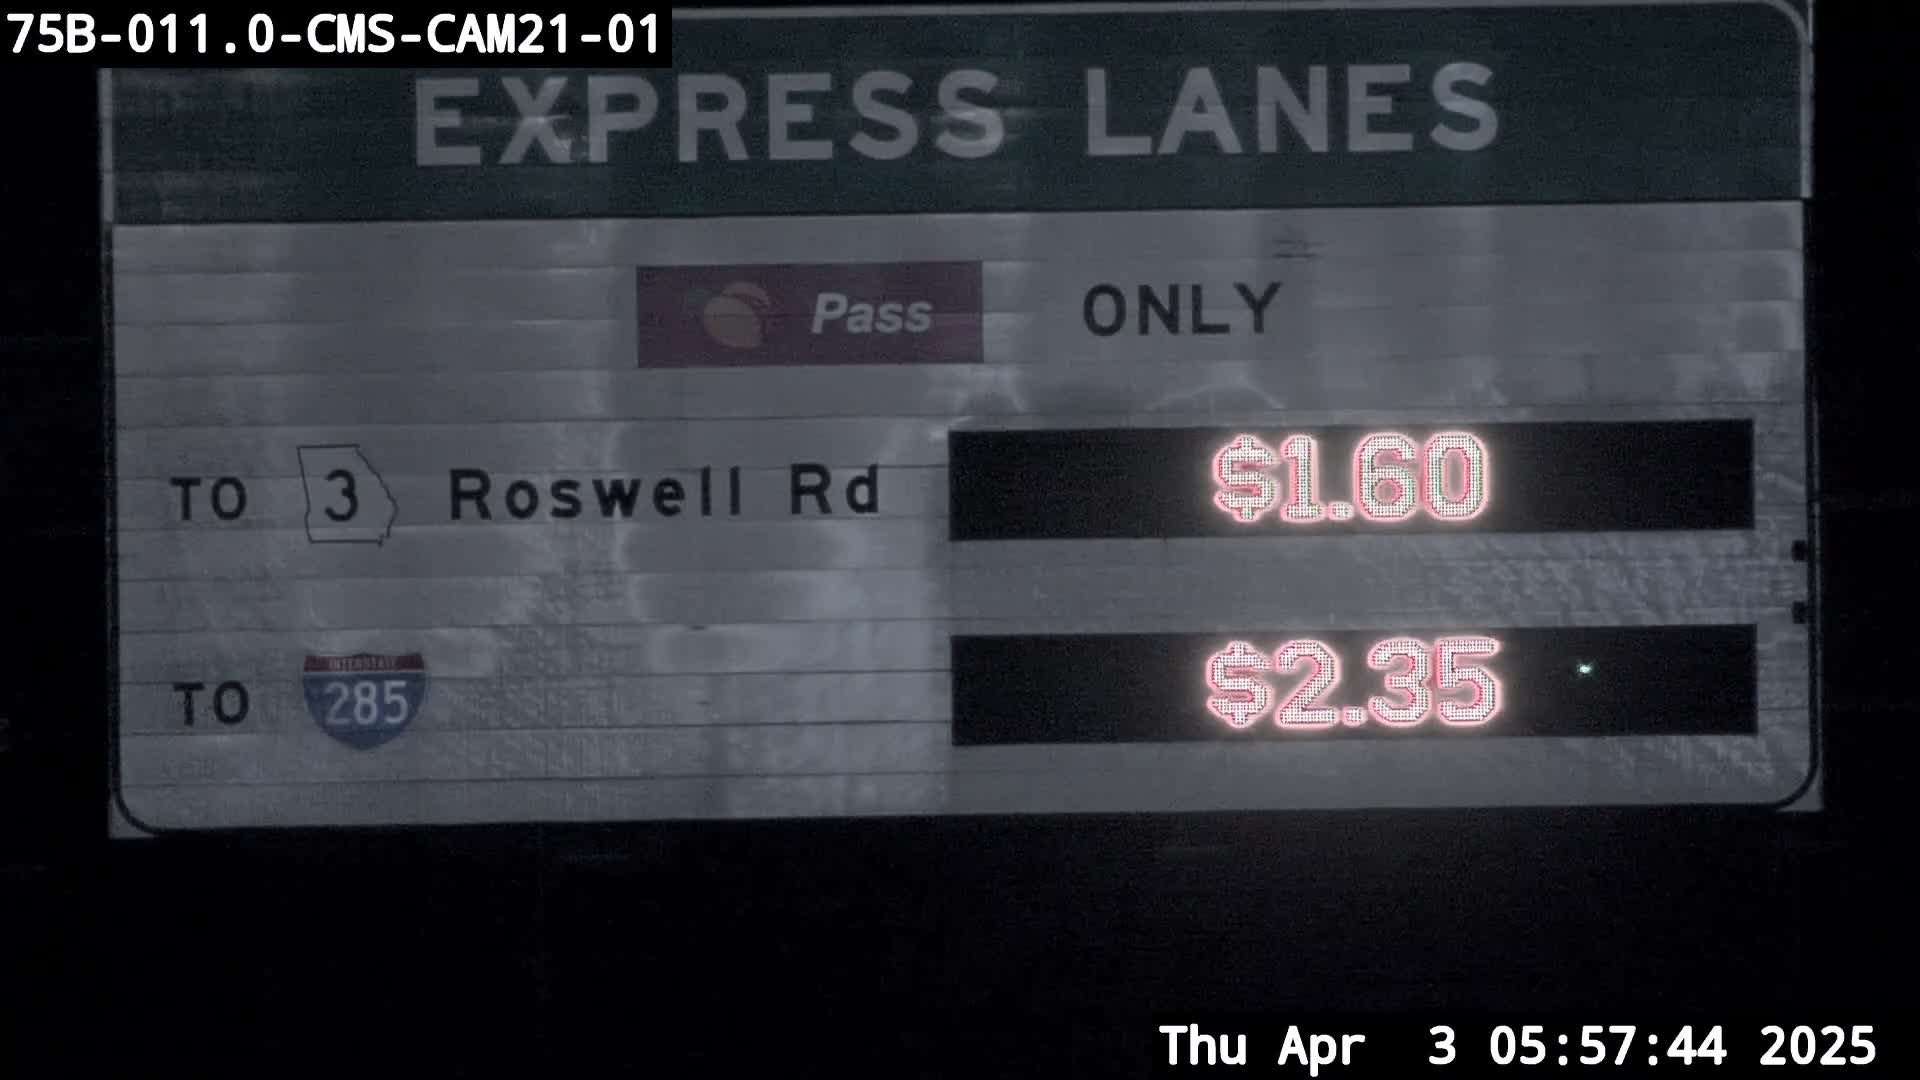 75B-011.0-CMS-CAM21-01
EXPRESS LANES
Pass ONLY
TO 3 Roswell Rd $1.60
INTERSTATE
TO 285 $2.35
Thu Apr 3 05:57:44 2025